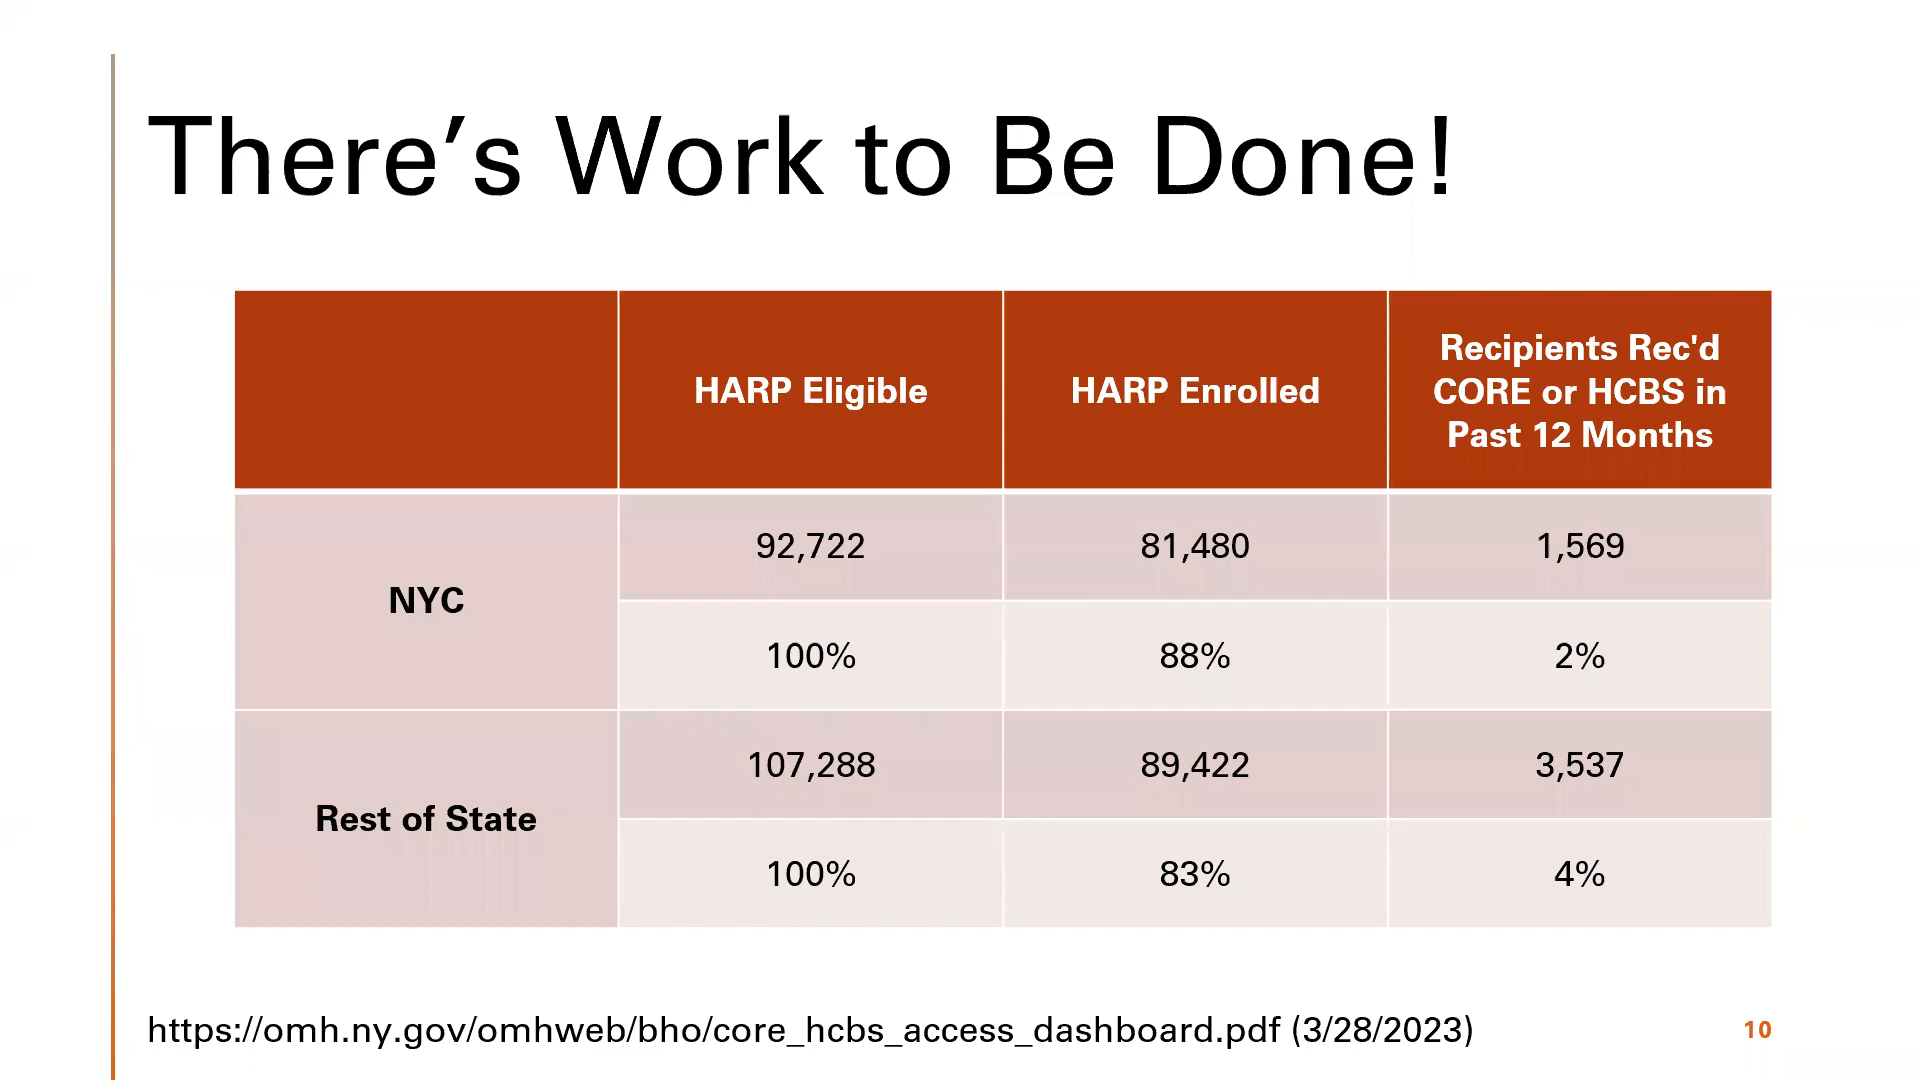 There’s Work to Be Done!
HARP Eligible
HARP Enrolled
Recipients Rec'd
CORE or HCBS in
Past 12 Months
NYC
92,722
81,480
1,569
100%
88%
2%
Rest of State
107,288
89,422
3,537
100%
83%
4%
https://omh.ny.gov/omhweb/bho/core_hcbs_access_dashboard.pdf (3/28/2023)
10